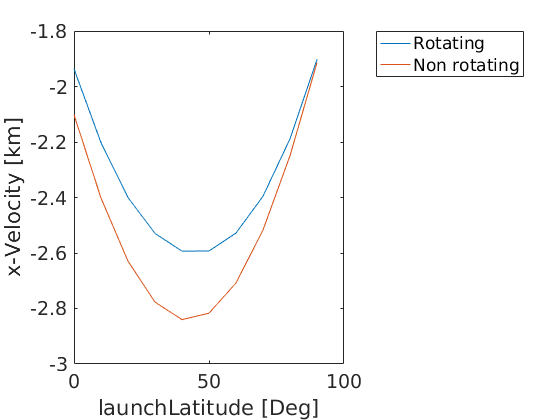 -1.8
-2
-2.2
-2.4
-2.6
-2.8
-3
0
50
100
x-Velocity [km]
launchLatitude [Deg]
Rotating
Non rotating